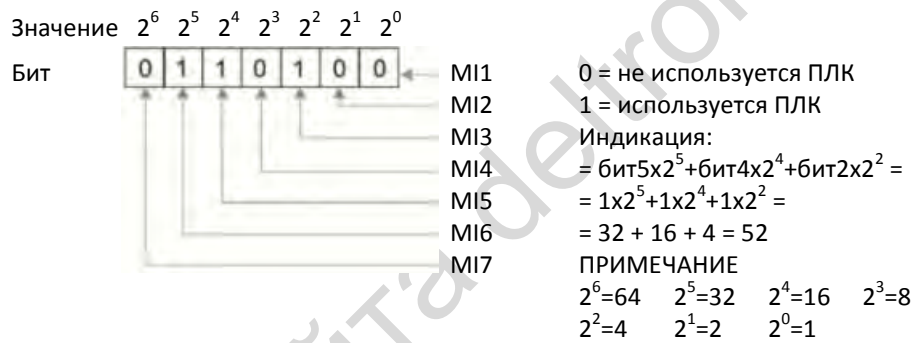 Значение 2⁶ 2⁵ 2⁴ 2³ 2² 2¹ 2⁰
Бит 0 1 1 0 1 0 0 MI1 0 = не используется ПЛК
MI2 1 = используется ПЛК
MI3 Индикация:
MI4 = бит5x2⁵+бит4x2⁴+бит2x2² =
MI5 = 1x2⁵+1x2⁴+1x2² =
MI6 = 32 + 16 + 4 = 52
MI7 ПРИМЕЧАНИЕ
2⁶=64 2⁵=32 2⁴=16 2³=8
2²=4 2¹=2 2⁰=1